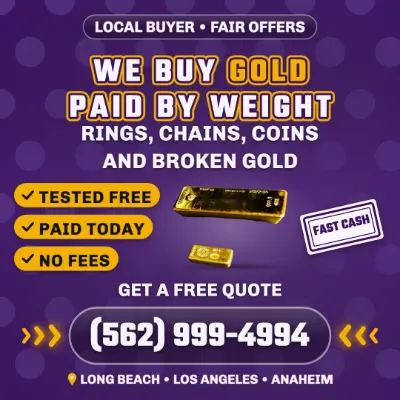 LOCAL BUYER • FAIR OFFERS
WE BUY GOLD
PAID BY WEIGHT
RINGS, CHAINS, COINS
AND BROKEN GOLD
✓ TESTED FREE
✓ PAID TODAY
✓ NO FEES
FAST CASH
GET A FREE QUOTE
(562) 999-4994
LONG BEACH • LOS ANGELES • ANAHEIM